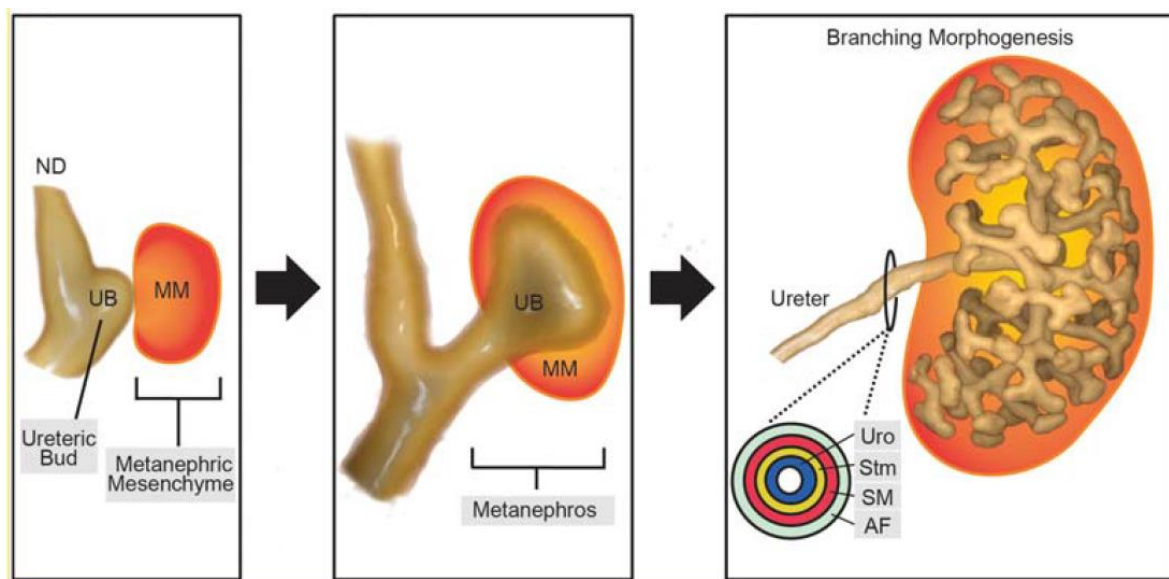 ND
UB
MM
Ureteric
Bud
Metanephric
Mesenchyme
UB
MM
Metanephros
Branching Morphogenesis
Ureter
Uro
Stm
SM
AF